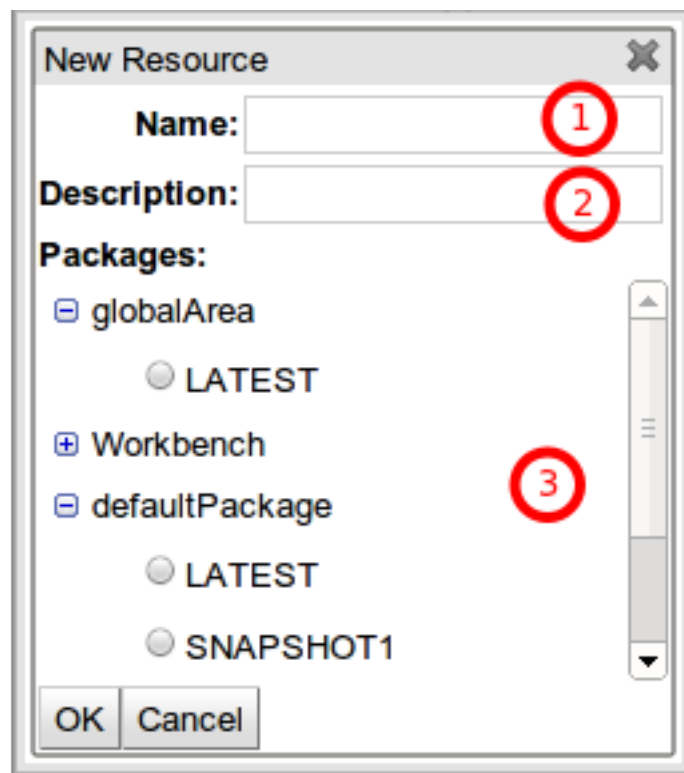 New Resource
Name: 1
Description: 2
Packages:
globalArea
LATEST
Workbench
defaultPackage
3
LATEST
SNAPSHOT1
OK Cancel